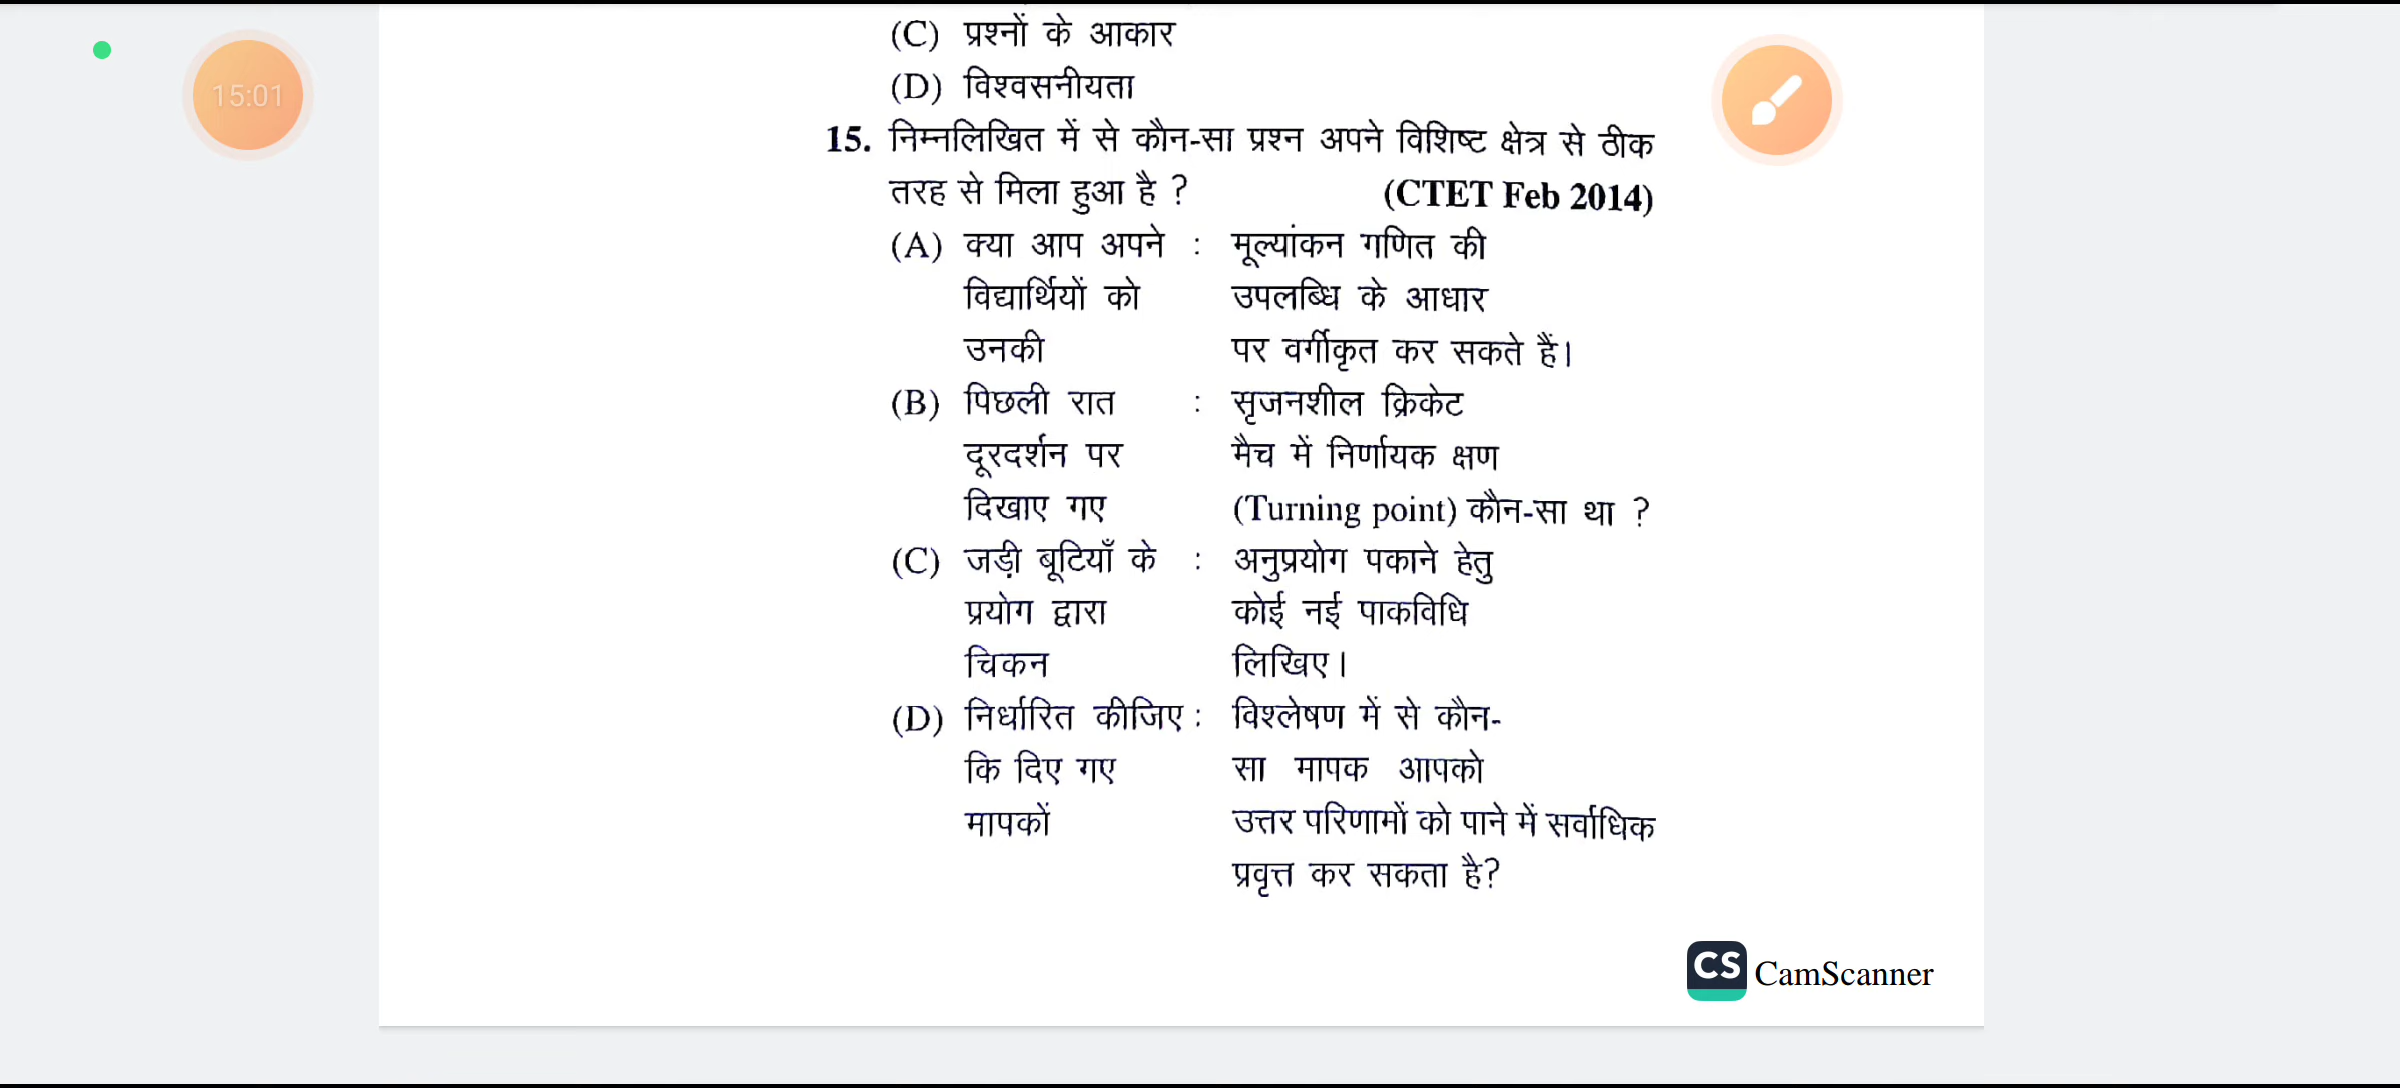 (C) प्रश्नों के आकार
15:01
(D) विश्वसनीयता
15. निम्नलिखित में से कौन-सा प्रश्न अपने विशिष्ट क्षेत्र से ठीक
तरह से मिला हुआ है ? (CTET Feb 2014)
(A) क्या आप अपने : मूल्यांकन गणित की
विद्यार्थियों को उपलब्धि के आधार
उनकी पर वर्गीकृत कर सकते हैं।
(B) पिछली रात : सृजनशील क्रिकेट
दूरदर्शन पर मैच में निर्णायक क्षण
दिखाए गए (Turning point) कौन-सा था ?
(C) जड़ी बूटियाँ के : अनुप्रयोग पकाने हेतु
प्रयोग द्वारा कोई नई पाकविधि
चिकन लिखिए।
(D) निर्धारित कीजिए : विश्लेषण में से कौन-
कि दिए गए सा मापक आपको
मापकों उत्तर परिणामों को पाने में सर्वाधिक
प्रवृत्त कर सकता है?
CS CamScanner